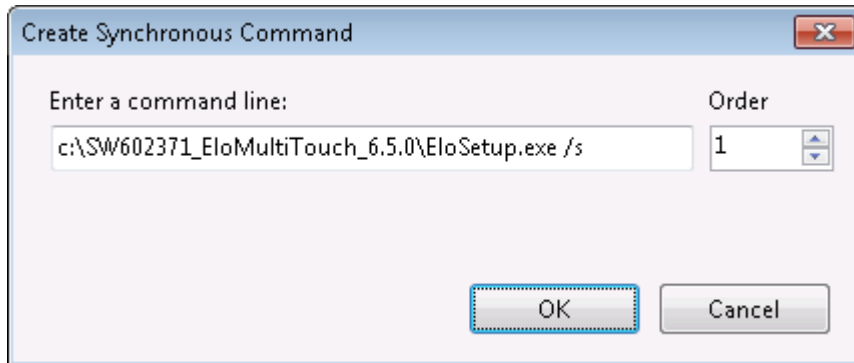 Create Synchronous Command
Enter a command line:
Order
c:\SW602371_EloMultiTouch_6.5.0\EloSetup.exe /s
1
OK
Cancel